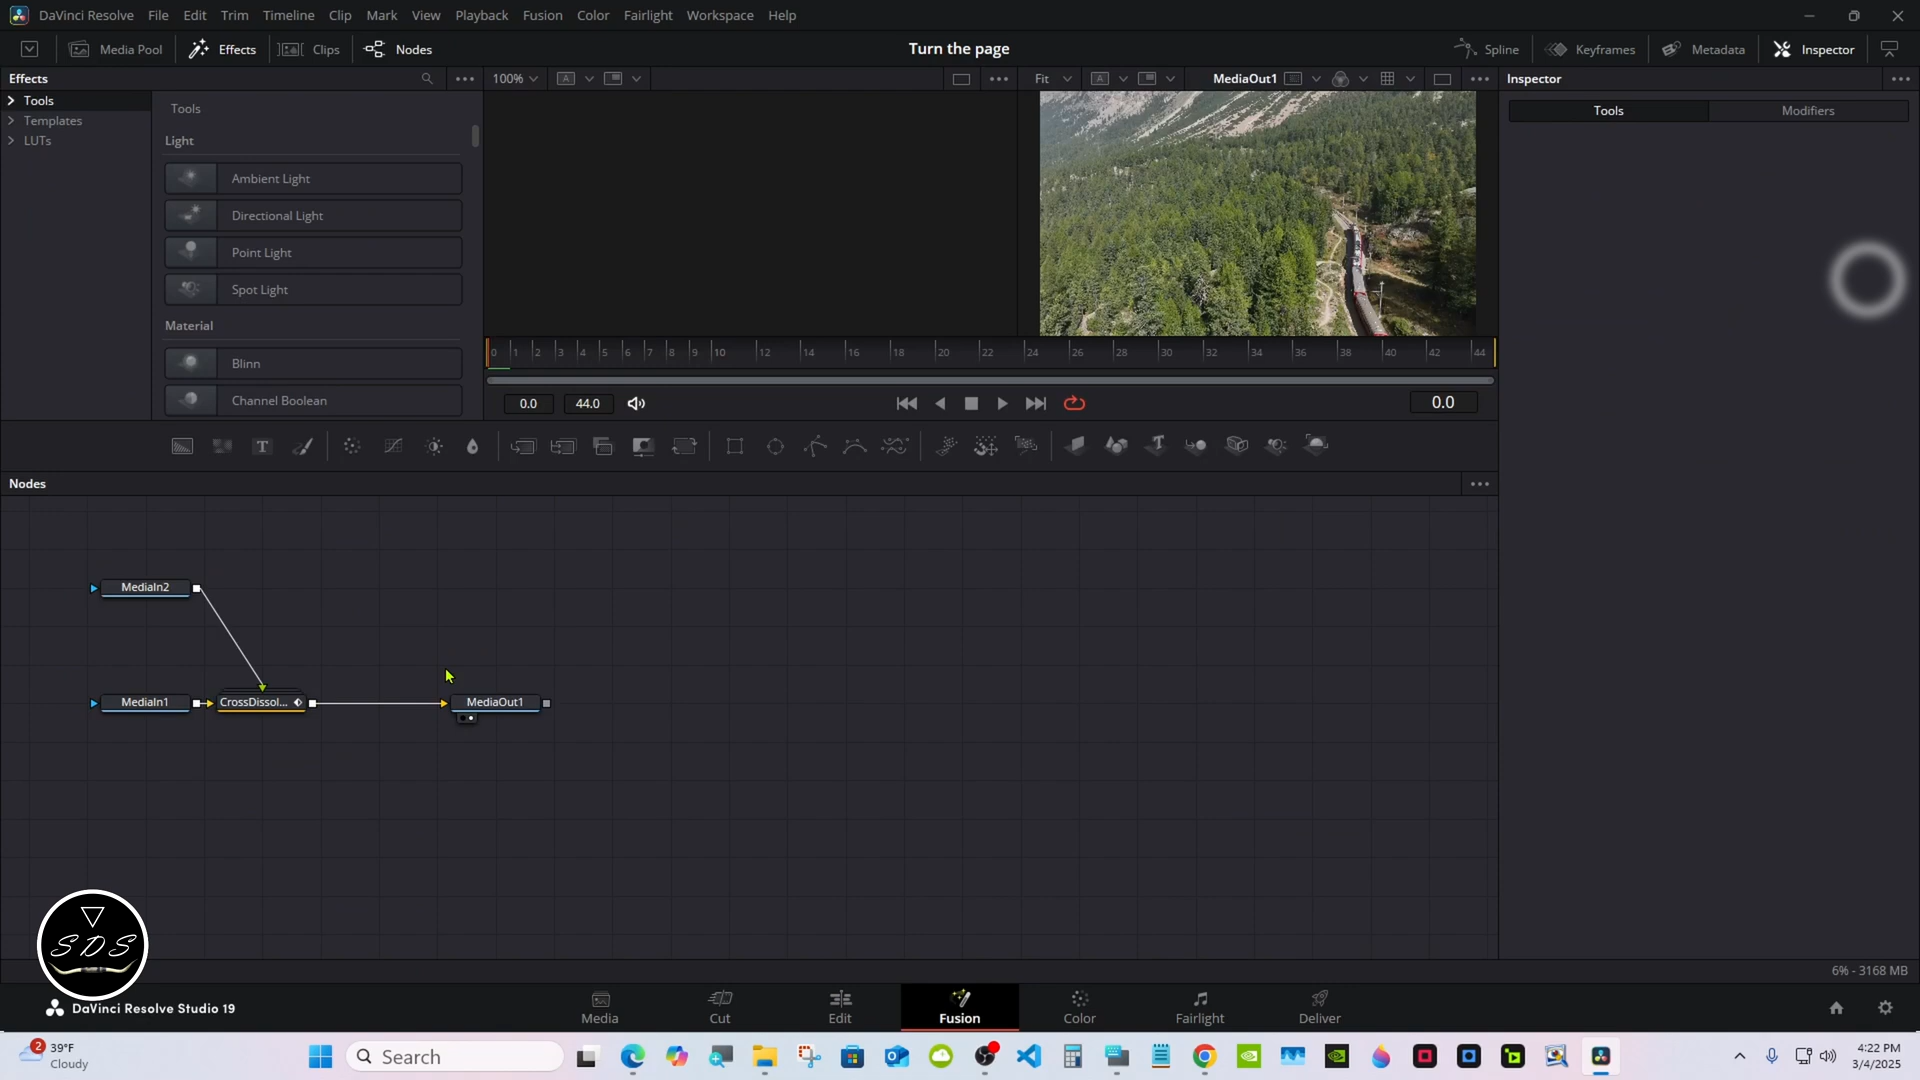 DaVinci Resolve File Edit Trim Timeline Clip Mark View Playback Fusion Color Fairlight Workspace Help
Media Pool Effects Clips Nodes Turn the page Spline Keyframes Metadata Inspector
Effects 100% A Fit A MediaOut1 Inspector
Tools Tools Tools Modifiers
Templates
LUTs
Light
Ambient Light
Directional Light
Point Light
Spot Light
Material
Blinn
Channel Boolean
0 1 2 3 4 5 6 7 8 9 10 12 14 16 18 20 22 24 26 28 30 32 34 36 38 40 42 44
0.0 44.0 0.0
T T
Nodes
MediaIn2
MediaIn1 CrossDissol... MediaOut1
SDS
6% - 3168 MB
DaVinci Resolve Studio 19
Media Cut Edit Fusion Color Fairlight Deliver
2 39°F
Cloudy
Search
4:22 PM
3/4/2025